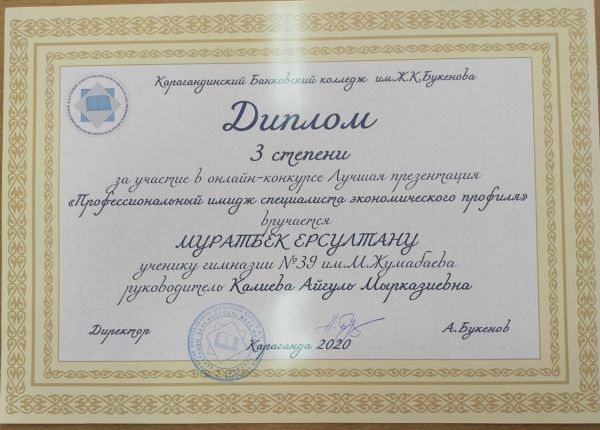 Карагандинский Банковский колледж им.Ж.К.Букенова
Диплом
3 степени
за участие в онлайн-конкурсе Лучшая презентация
«Профессиональный имидж специалиста экономического профиля»
вручается
МУРАТБЕК ЕРСУЛТАНУ
ученику гимназии №39 им.М.Жумабаева
руководитель Калиева Айгуль Мырказиевна
Директор
А.Букенов
Караганда 2020